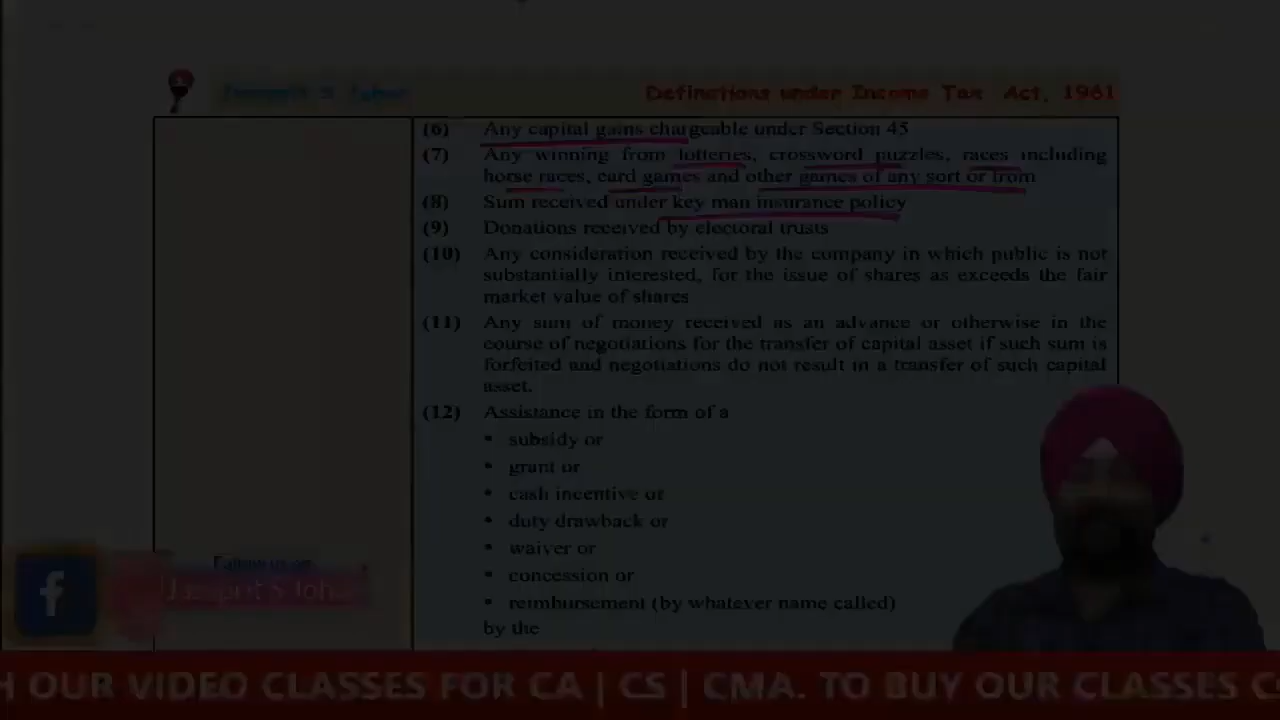 Jaspot S Johar
Definitions under Income Tax Act, 1961
(6) Any capital gains chargeable under Section 45
(7) Any winning from lotteries, crossword puzzles, races including
horse races, card games and other games of any sort or from
(8) Sum received under key man insurance policy
(9) Donations received by electoral trusts
(10) Any consideration received by the company in which public is not
substantially interested, for the issue of shares as exceeds the fair
market value of shares
(11) Any sum of money received as an advance or otherwise in the
course of negotiations for the transfer of capital asset if such sum is
forfeited and negotiations do not result in a transfer of such capital
asset.
(12) Assistance in the form of a
• subsidy or
• grant or
• cash incentive or
• duty drawback or
• waiver or
• concession or
• reimbursement (by whatever name called)
by the
f
Follow us on
S
H OUR VIDEO CLASSES FOR CA | CS | CMA. TO BUY OUR CLASSES C